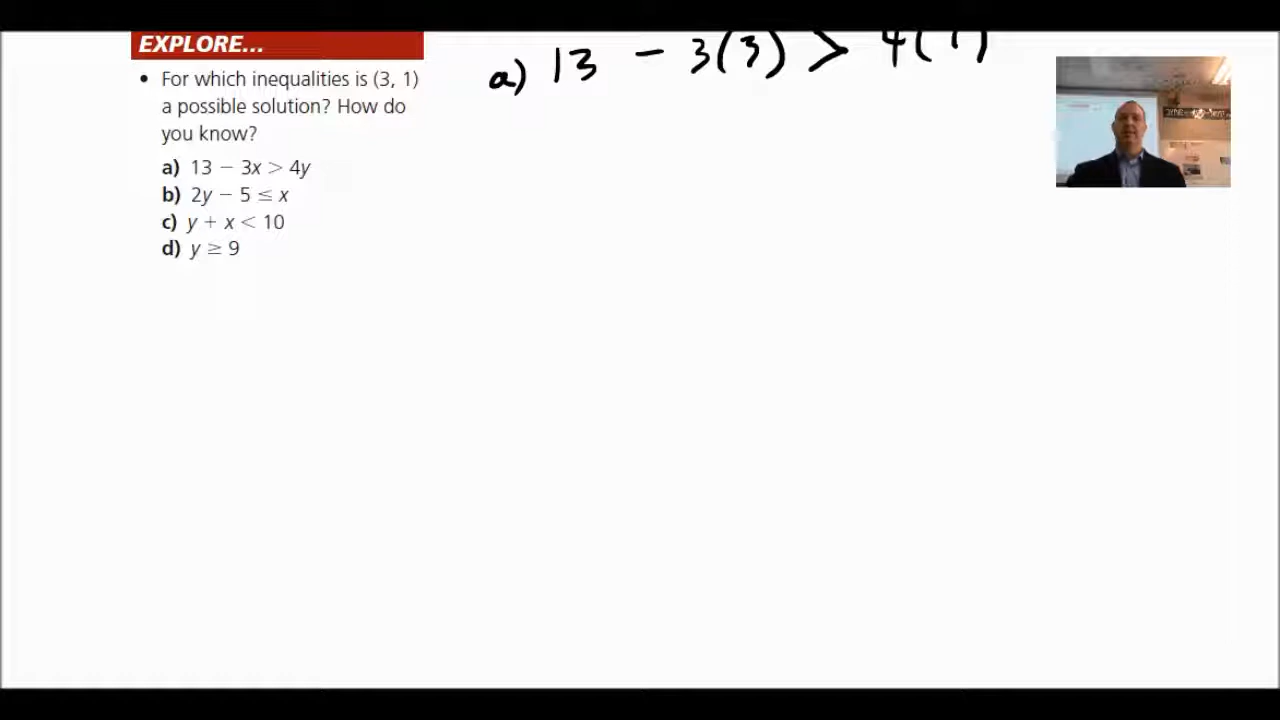 EXPLORE...
a) 13 - 3(3) > 4(1)
• For which inequalities is (3, 1)
a possible solution? How do
you know?
a) 13 − 3x > 4y
b) 2y − 5 ≤ x
c) y + x < 10
d) y ≥ 9